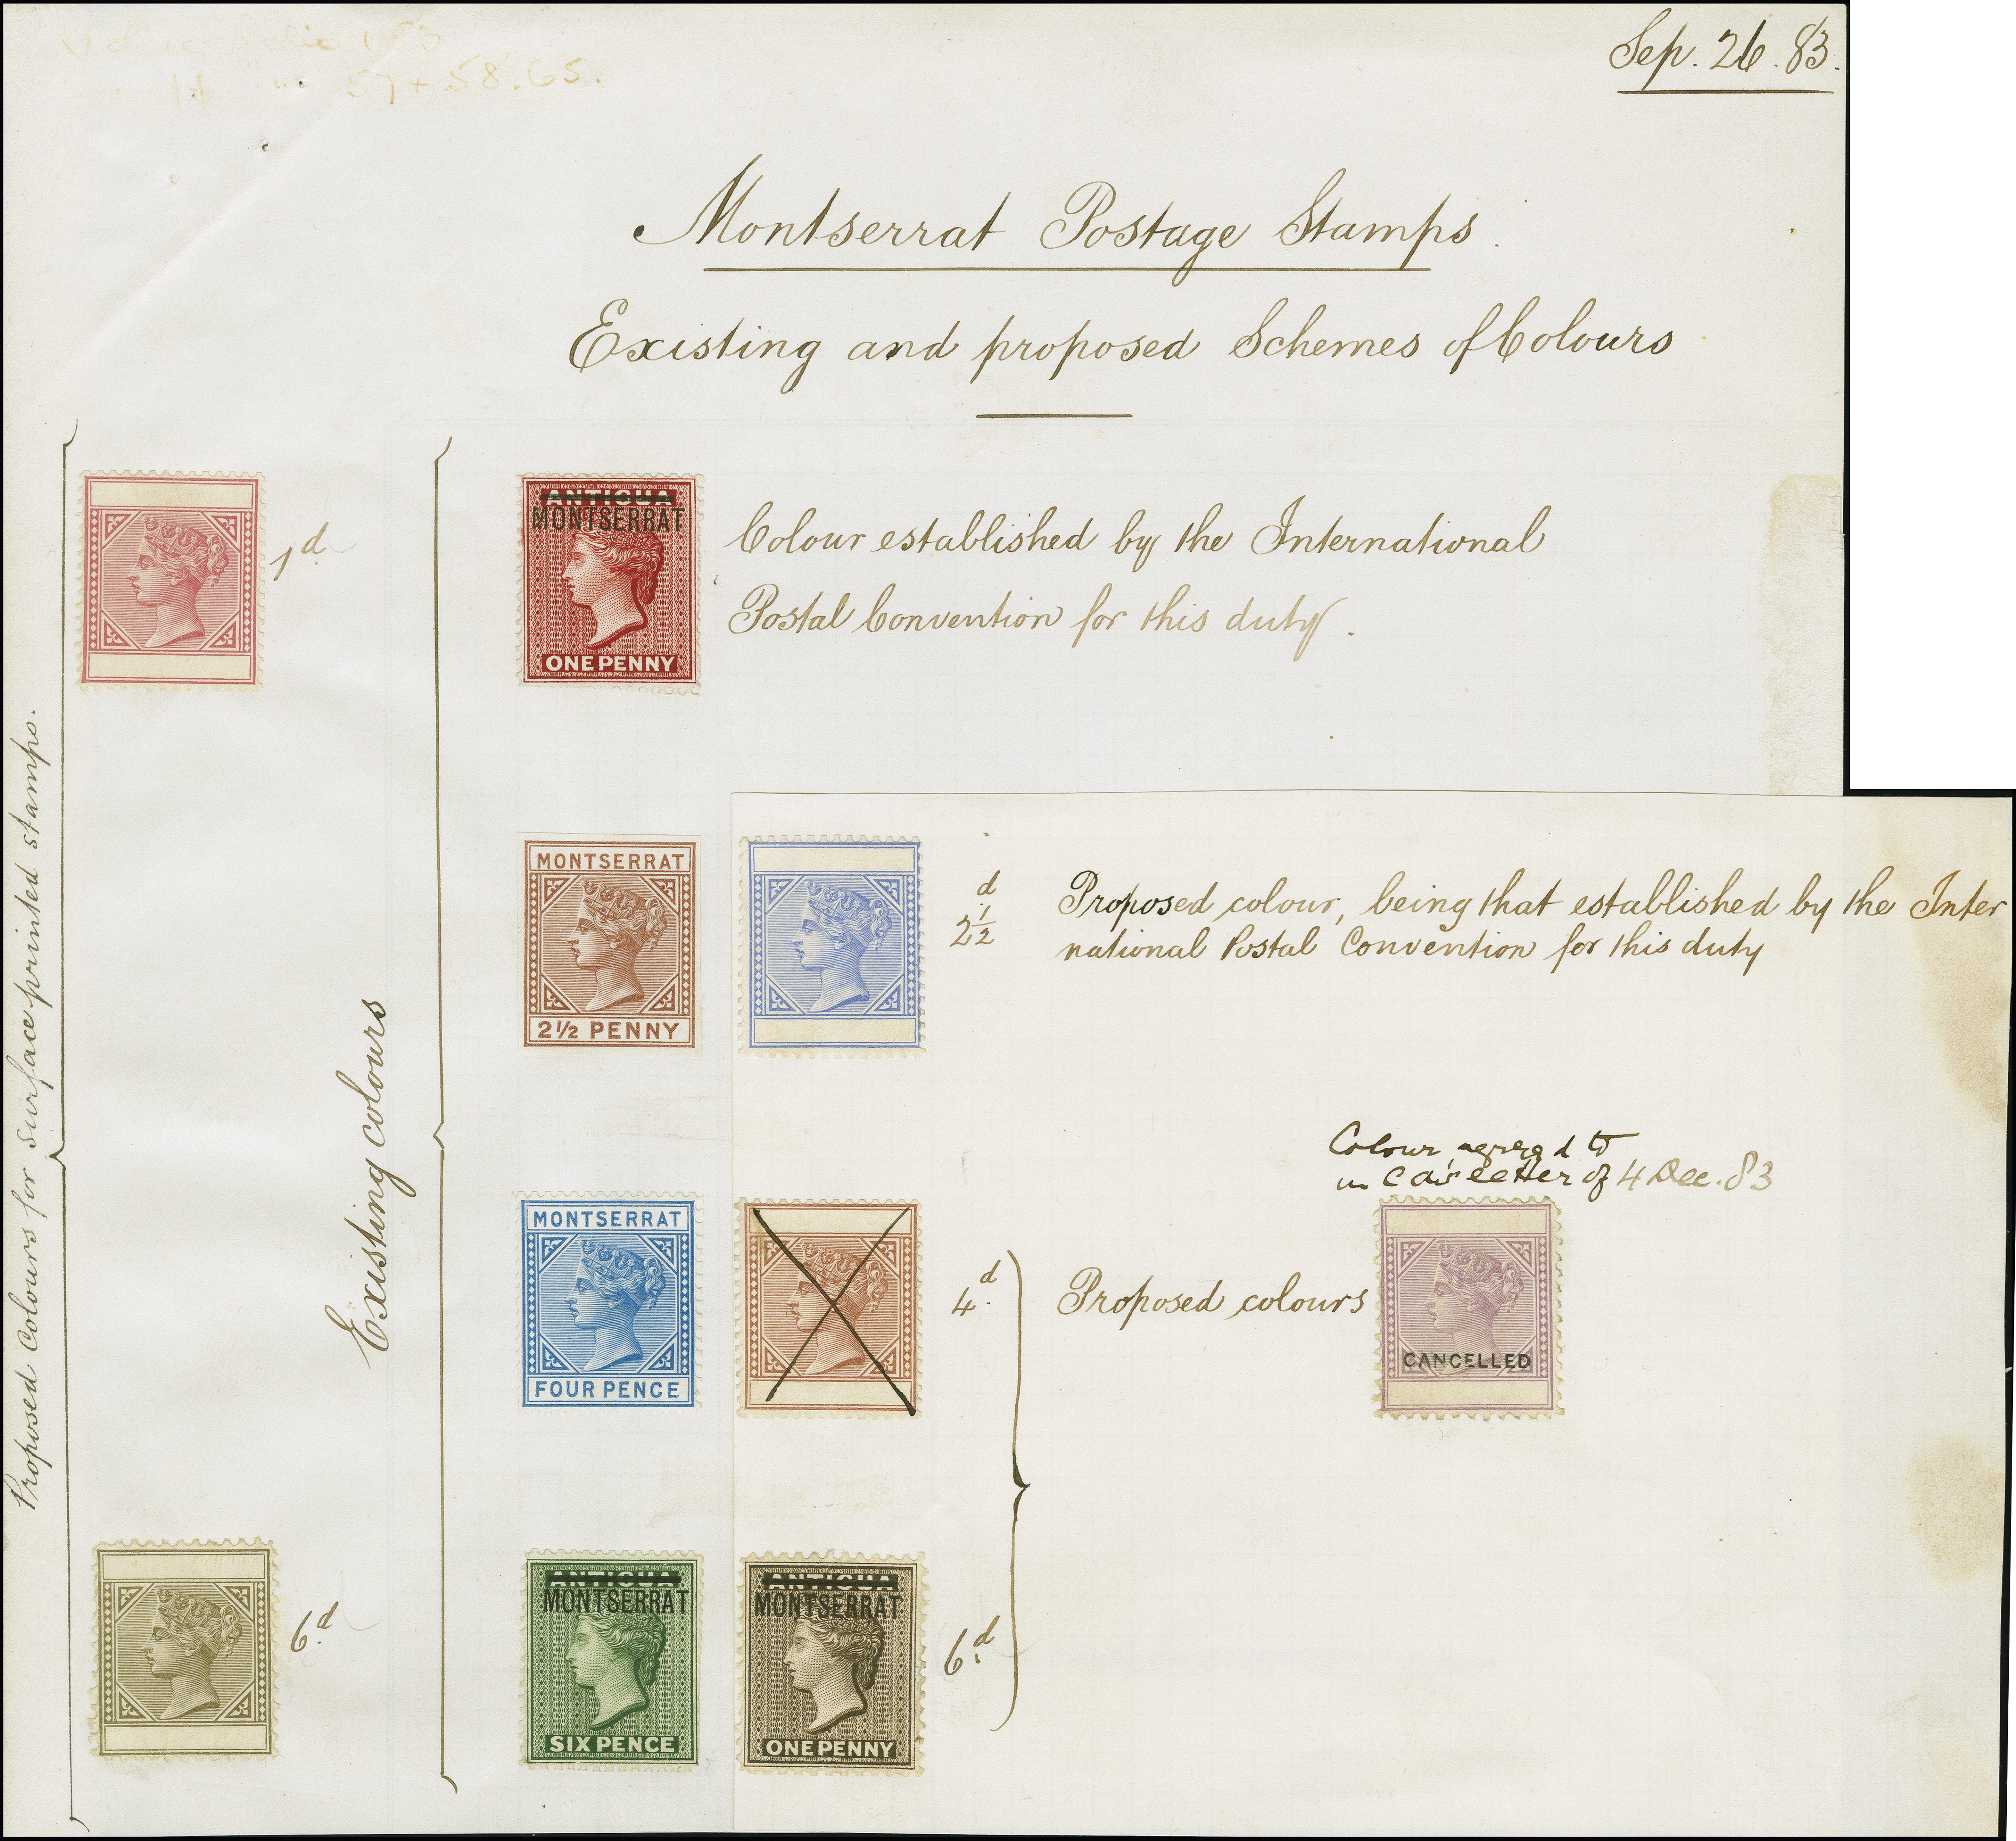 57 + 58.65.
Sep. 26. 83.
Montserrat Postage Stamps.
Existing and proposed Schemes of Colours
Proposed Colours for surface printed stamps.
1d.
Existing colours
ANTIGUA
MONTSERRAT
ONE PENNY
Colour established by the International
Postal Convention for this duty.
MONTSERRAT
2½ PENNY
2½ d.
Proposed colour, being that established by the Inter
national Postal Convention for this duty
MONTSERRAT
FOUR PENCE
4d.
Proposed colours
Colour agreed to
in CA's letter of 4 Dec. 83
CANCELLED
6d.
ANTIGUA
MONTSERRAT
SIX PENCE
ANTIGUA
MONTSERRAT
ONE PENNY
6d.